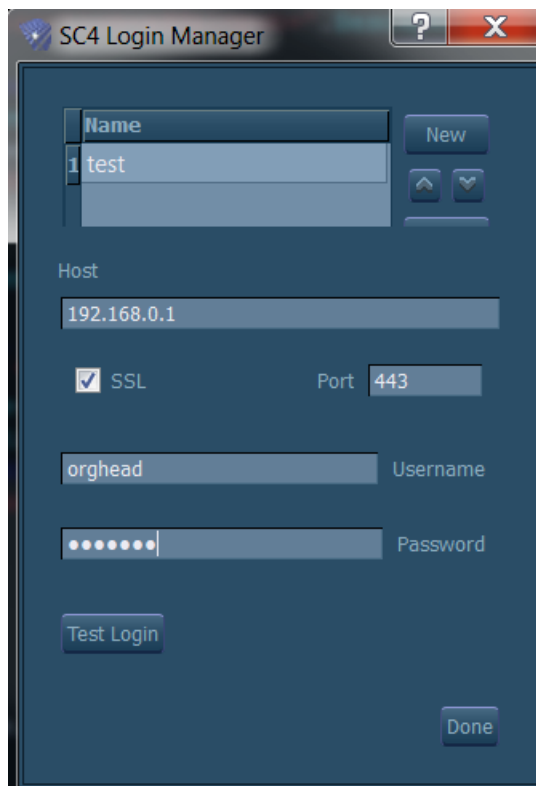 SC4 Login Manager
Name
New
1 test
Host
192.168.0.1
SSL Port 443
orghead Username
••••••• Password
Test Login
Done